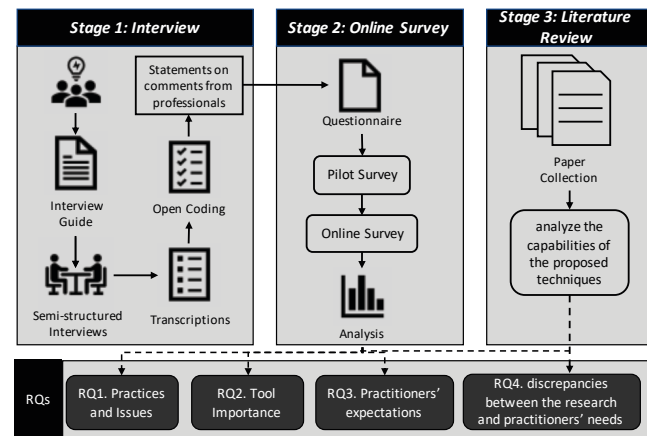 Stage 1: Interview
Statements on
comments from
professionals
Interview
Guide
Open Coding
Semi-structured
Interviews
Transcriptions
Stage 2: Online Survey
Questionnaire
Pilot Survey
Online Survey
Analysis
Stage 3: Literature
Review
Paper
Collection
analyze the
capabilities of
the proposed
techniques
RQs
RQ1. Practices
and Issues
RQ2. Tool
Importance
RQ3. Practitioners’
expectations
RQ4. discrepancies
between the research
and practitioners’ needs